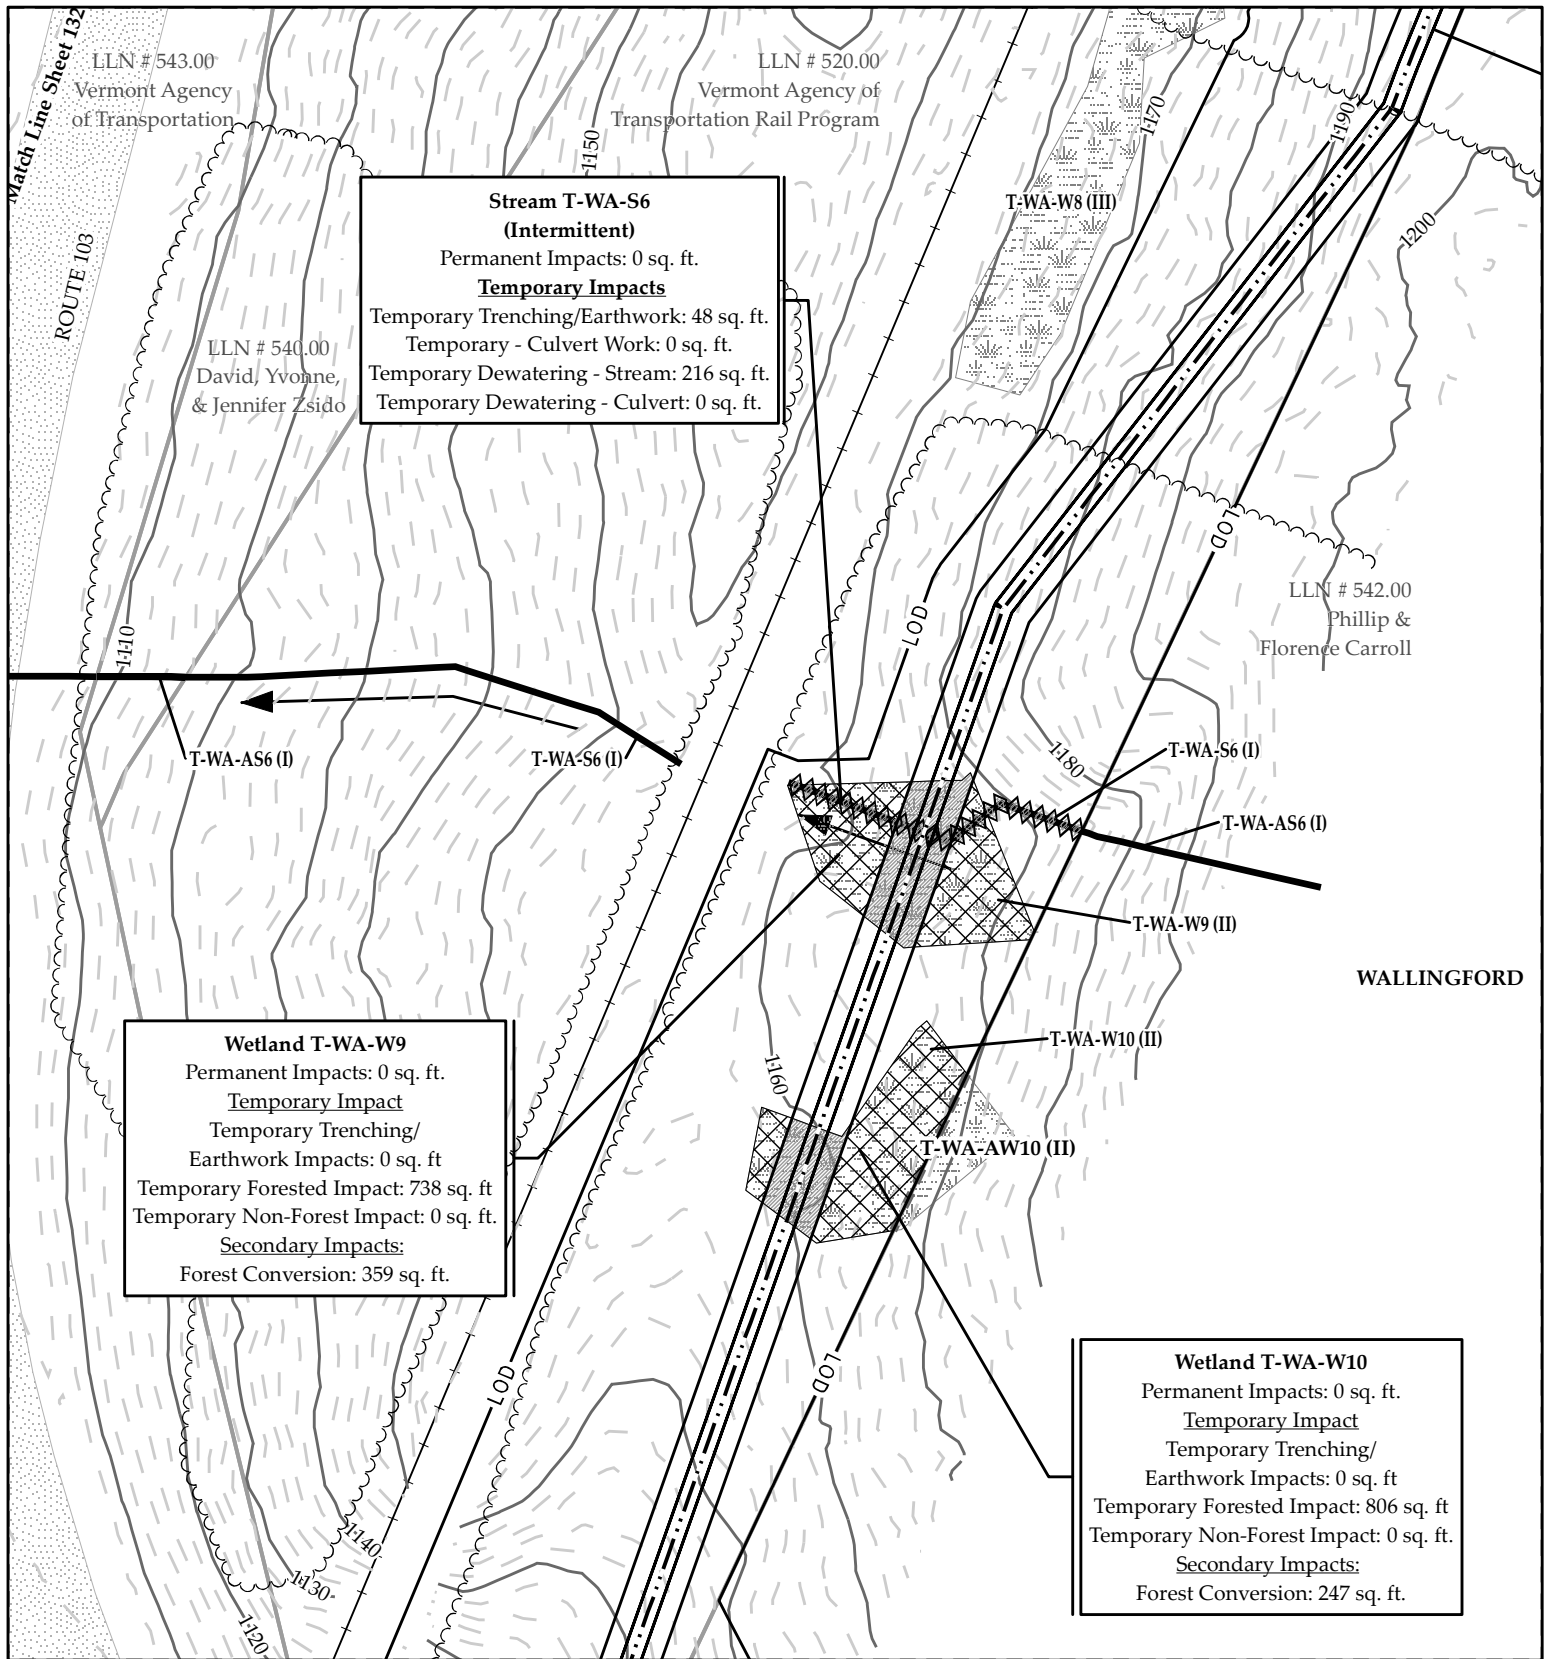 Match Line Sheet 132
LLN # 543.00
Vermont Agency
of Transportation
LLN # 520.00
Vermont Agency of
Transportation Rail Program
1150
1170
1190
1200
T-WA-W8 (III)
ROUTE 103
Stream T-WA-S6
(Intermittent)
Permanent Impacts: 0 sq. ft.
Temporary Impacts
Temporary Trenching/Earthwork: 48 sq. ft.
Temporary - Culvert Work: 0 sq. ft.
Temporary Dewatering - Stream: 216 sq. ft.
Temporary Dewatering - Culvert: 0 sq. ft.
LLN # 540.00
David, Yvonne,
& Jennifer Zsido
LOD
LLN # 542.00
Phillip &
Florence Carroll
LOD
1110
T-WA-AS6 (I)
T-WA-S6 (I)
1180
T-WA-S6 (I)
T-WA-AS6 (I)
T-WA-W9 (II)
WALLINGFORD
T-WA-W10 (II)
1160
T-WA-AW10 (II)
Wetland T-WA-W9
Permanent Impacts: 0 sq. ft.
Temporary Impact
Temporary Trenching/
Earthwork Impacts: 0 sq. ft
Temporary Forested Impact: 738 sq. ft
Temporary Non-Forest Impact: 0 sq. ft.
Secondary Impacts:
Forest Conversion: 359 sq. ft.
LOD
LOD
Wetland T-WA-W10
Permanent Impacts: 0 sq. ft.
Temporary Impact
Temporary Trenching/
Earthwork Impacts: 0 sq. ft
Temporary Forested Impact: 806 sq. ft
Temporary Non-Forest Impact: 0 sq. ft.
Secondary Impacts:
Forest Conversion: 247 sq. ft.
1140
1130
1120